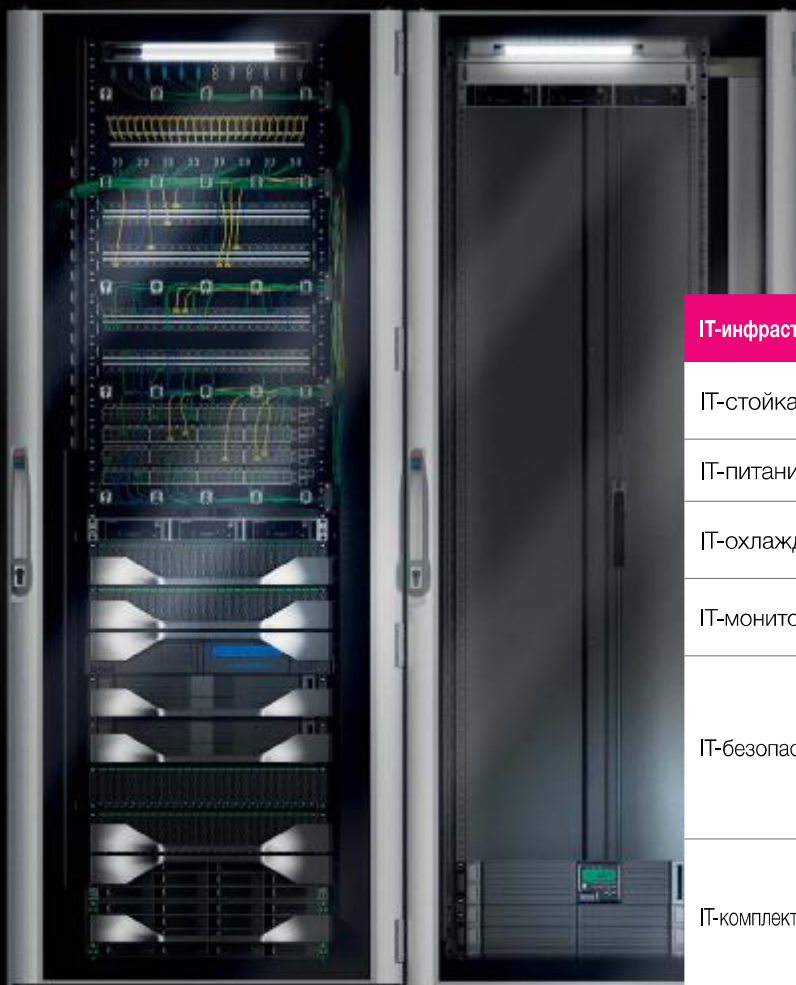 IT-инфраст
IT-стойка
IT-питани
IT-охлажд
IT-монито
IT-безопас
IT-комплект